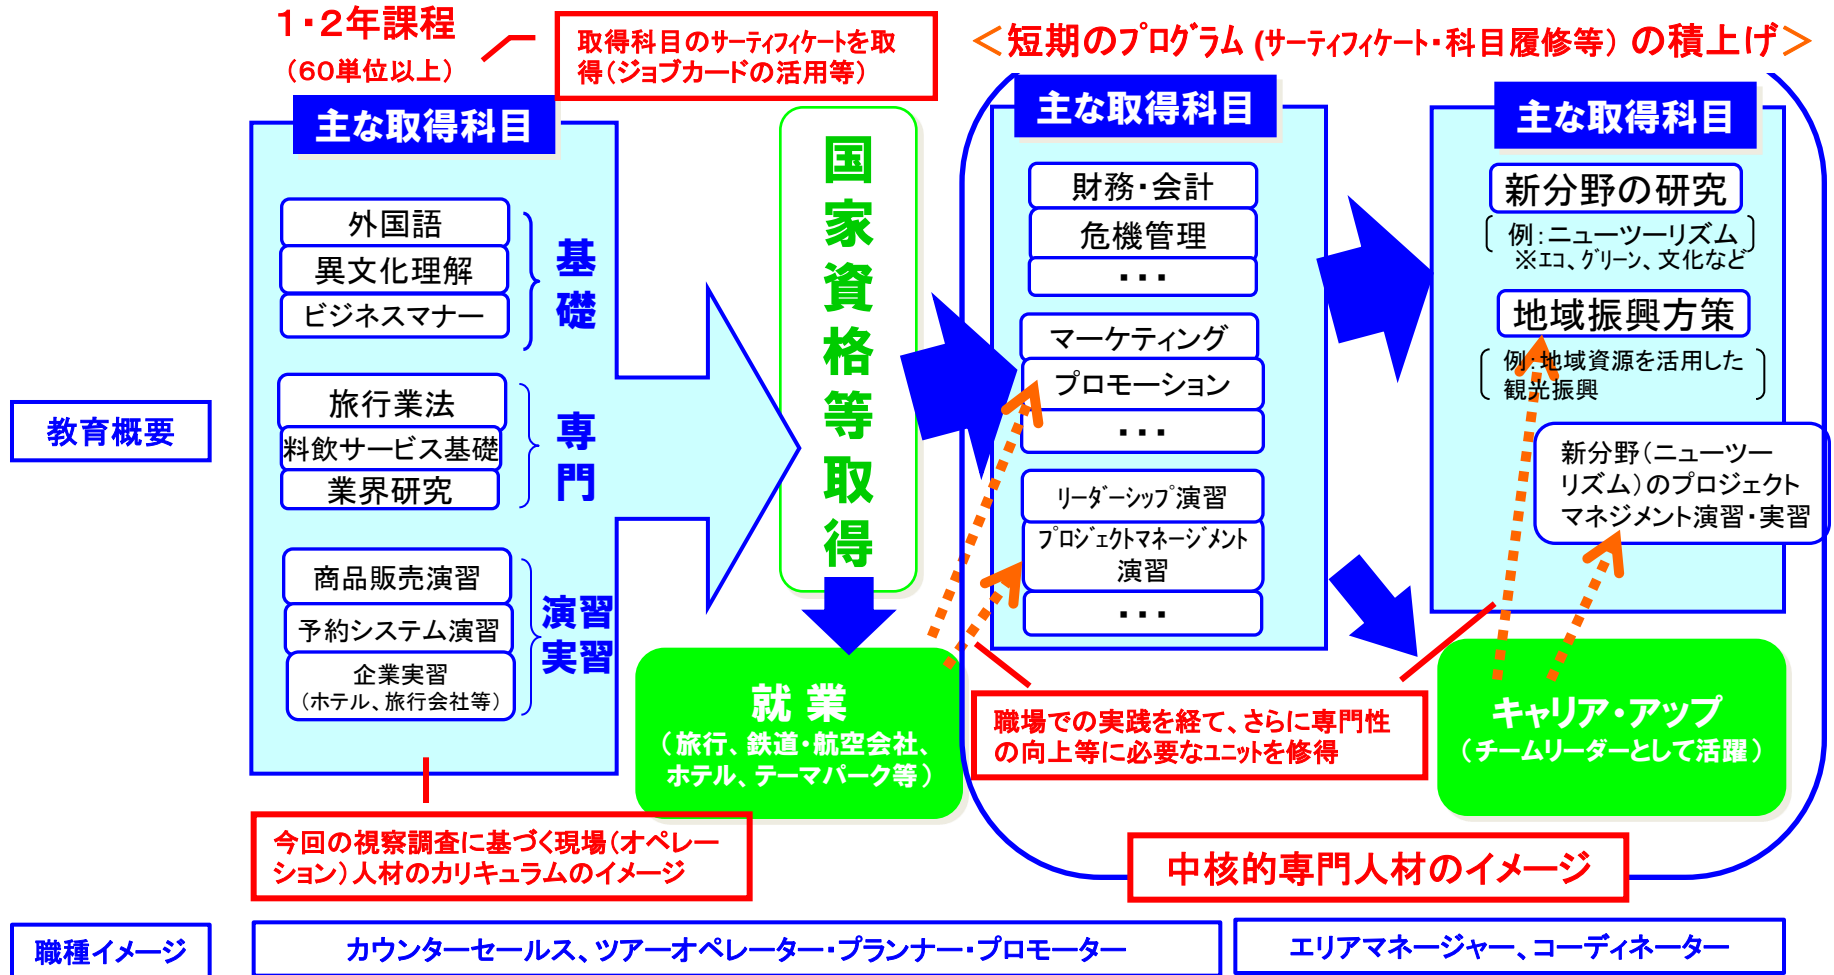 1・2年課程
（60単位以上）
取得科目のサーティフィケートを取
得（ジョブカードの活用等）
＜短期のプログラム（サーティフィケート・科目履修等）の積上げ＞
主な取得科目
外国語
異文化理解
ビジネスマナー
基礎
旅行業法
料飲サービス基礎
業界研究
専門
商品販売演習
予約システム演習
企業実習
（ホテル、旅行会社等）
演習
実習
国家資格等取得
就業
（旅行、鉄道・航空会社、
ホテル、テーマパーク等）
主な取得科目
財務・会計
危機管理
・・・
マーケティング
プロモーション
・・・
リーダーシップ演習
プロジェクトマネージメント
演習
・・・
主な取得科目
新分野の研究
例：ニューツーリズム
※エコ、グリーン、文化など
地域振興方策
例：地域資源を活用した
観光振興
新分野（ニューツー
リズム）のプロジェクト
マネジメント演習・実習
キャリア・アップ
（チームリーダーとして活躍）
職場での実践を経て、さらに専門性
の向上等に必要なユニットを修得
今回の視察調査に基づく現場（オペレー
ション）人材のカリキュラムのイメージ
中核的専門人材のイメージ
教育概要
職種イメージ
カウンターセールス、ツアーオペレーター・プランナー・プロモーター
エリアマネージャー、コーディネーター